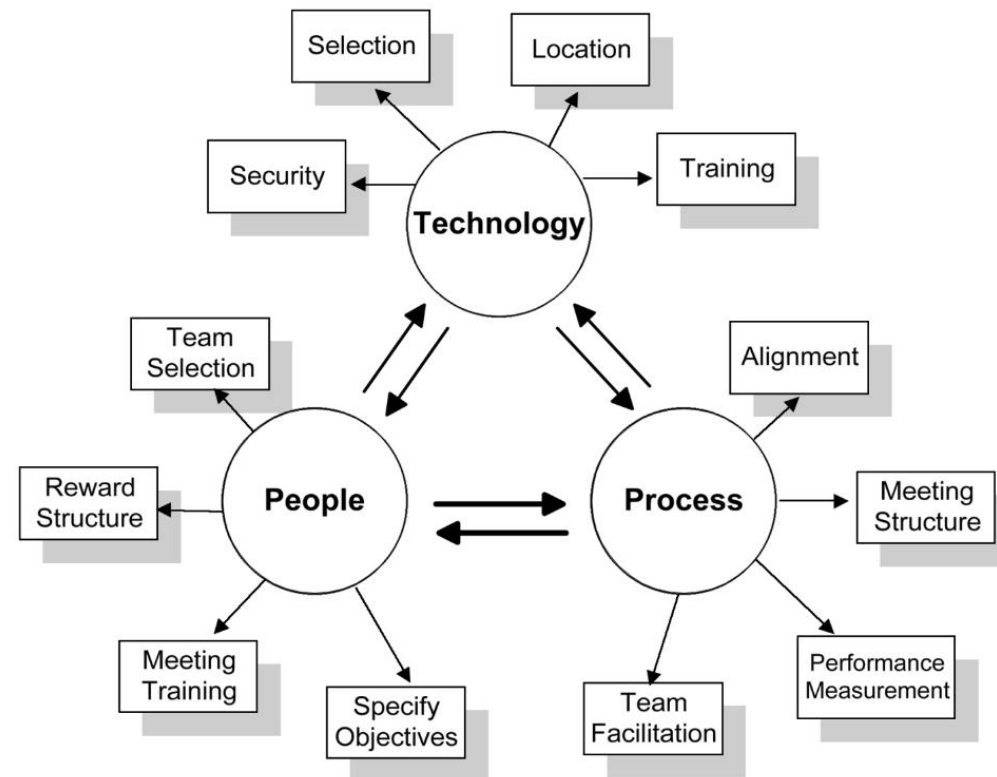 Selection
Location
Security
Training
Technology
Team
Selection
Alignment
Reward
Structure
People
Process
Meeting
Structure
Meeting
Training
Specify
Objectives
Team
Facilitation
Performance
Measurement